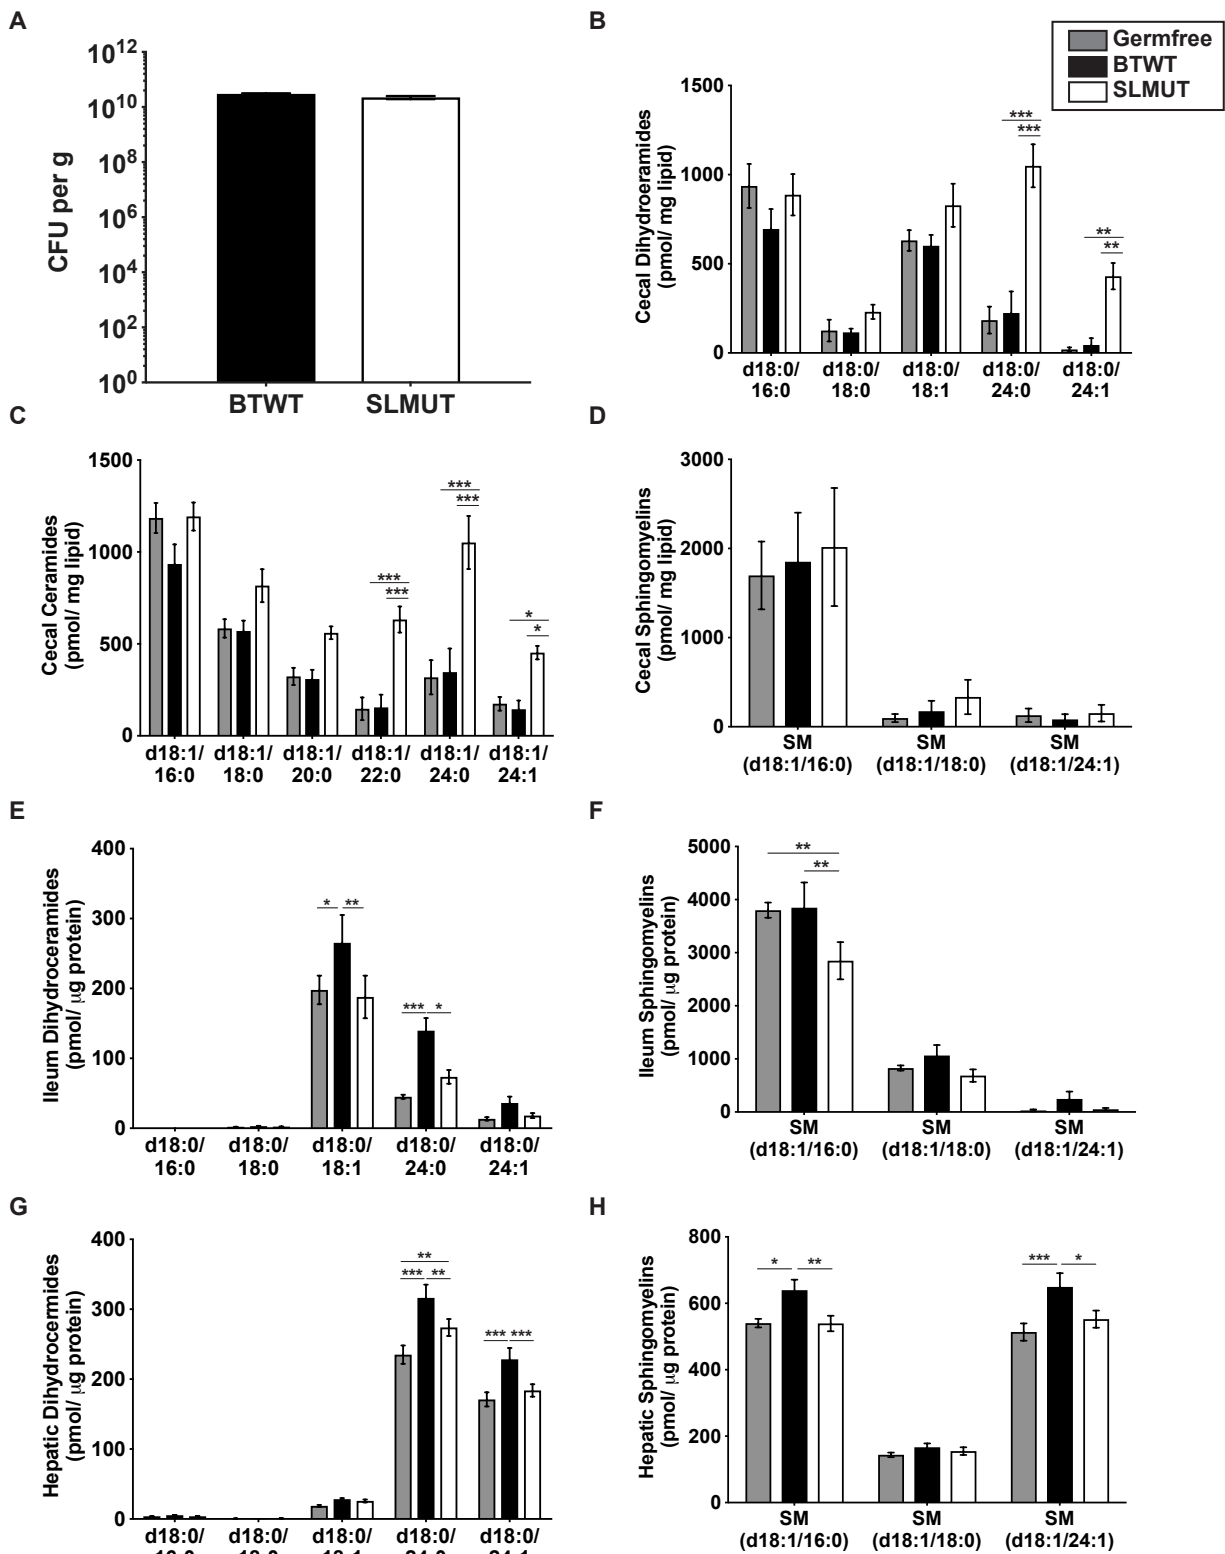 A
10^12
10^10
10^8
10^6
10^4
10^2
10^0
CFU per g
BTWT SLMUT
B
Germfree
BTWT
SLMUT
1500
1000
500
0
Cecal Dihydroeramides
(pmol/ mg lipid)
***
***
**
**
d18:0/ d18:0/ d18:0/ d18:0/ d18:0/
16:0 18:0 18:1 24:0 24:1
C
1500
1000
500
0
Cecal Ceramides
(pmol/ mg lipid)
***
***
***
***
*
*
d18:1/ d18:1/ d18:1/ d18:1/ d18:1/ d18:1/
16:0 18:0 20:0 22:0 24:0 24:1
D
3000
2000
1000
0
Cecal Sphingomyelins
(pmol/ mg lipid)
SM SM SM
(d18:1/16:0) (d18:1/18:0) (d18:1/24:1)
E
400
300
200
100
0
Ileum Dihydroceramides
(pmol/ μg protein)
* **
*** *
d18:0/ d18:0/ d18:0/ d18:0/ d18:0/
16:0 18:0 18:1 24:0 24:1
F
5000
4000
3000
2000
1000
0
Ileum Sphingomyelins
(pmol/ μg protein)
**
**
SM SM SM
(d18:1/16:0) (d18:1/18:0) (d18:1/24:1)
G
400
300
200
100
0
Hepatic Dihydrocermides
(pmol/ μg protein)
**
*** **
*** ***
d18:0/ d18:0/ d18:0/ d18:0/ d18:0/
H
800
600
400
200
0
Hepatic Sphingomyelins
(pmol/ μg protein)
* **
*** *
SM SM SM
(d18:1/16:0) (d18:1/18:0) (d18:1/24:1)